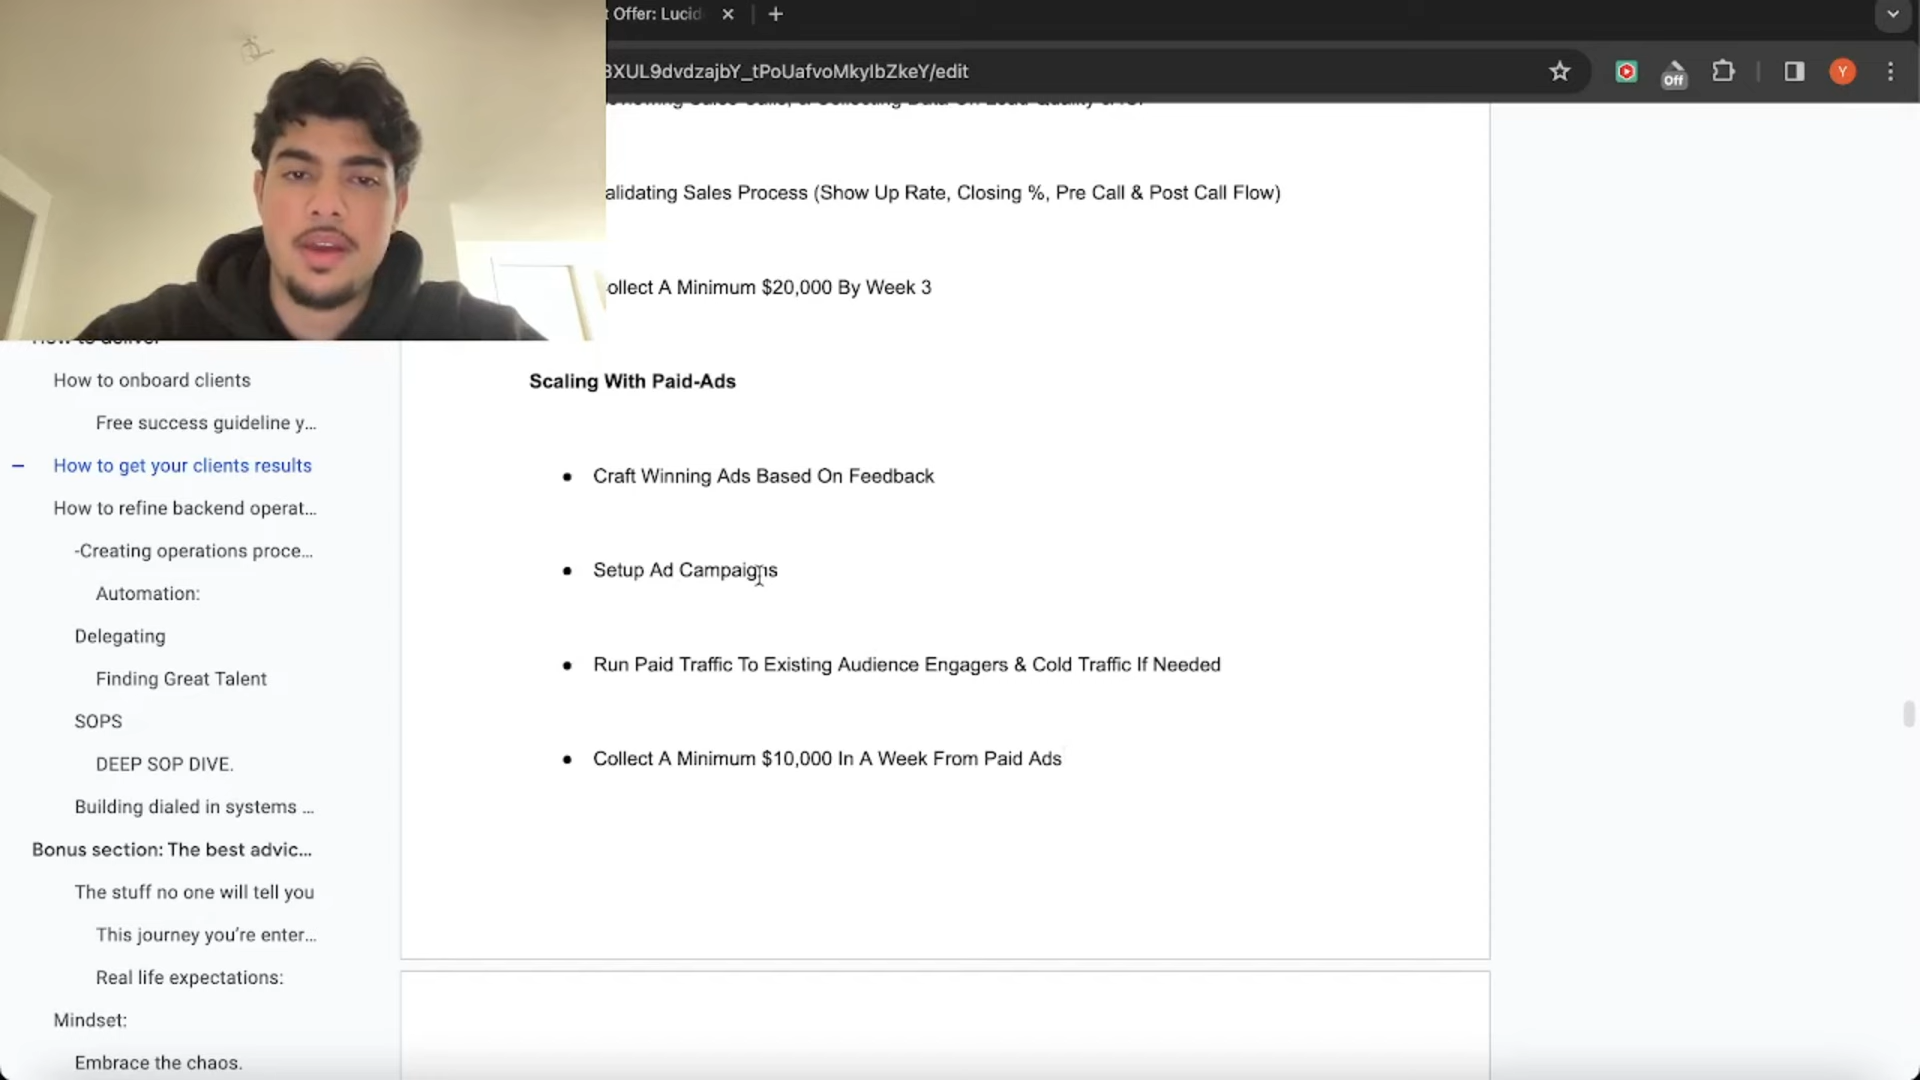 t Offer: Lucid
3XUL9dvdzajbY_tPoUafvoMkyIbZkeY/edit
Off
Y
alidating Sales Process (Show Up Rate, Closing %, Pre Call & Post Call Flow)
ollect A Minimum $20,000 By Week 3
Scaling With Paid-Ads
• Craft Winning Ads Based On Feedback
• Setup Ad Campaigns
• Run Paid Traffic To Existing Audience Engagers & Cold Traffic If Needed
• Collect A Minimum $10,000 In A Week From Paid Ads
How to deliver
How to onboard clients
Free success guideline y...
How to get your clients results
How to refine backend operat...
-Creating operations proce...
Automation:
Delegating
Finding Great Talent
SOPS
DEEP SOP DIVE.
Building dialed in systems ...
Bonus section: The best advic...
The stuff no one will tell you
This journey you’re enter...
Real life expectations:
Mindset:
Embrace the chaos.